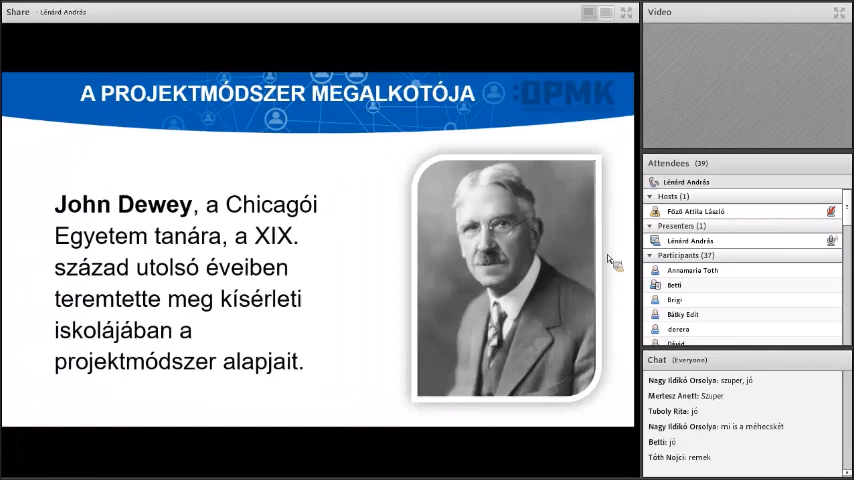 Share - Lénárd András
A PROJEKTMÓDSZER MEGALKOTÓJA
:OPMK
John Dewey, a Chicagói
Egyetem tanára, a XIX.
század utolsó éveiben
teremtette meg kísérleti
iskolájában a
projektmódszer alapjait.
Video
Attendees (39)
Lénárd András
Hosts (1)
Főző Attila László
Presenters (1)
Lénárd András
Participants (37)
Annamaria Toth
Betti
Brigi
Bátky Edit
derera
Dávid
Chat (Everyone)
Nagy Ildikó Orsolya: szuper, jó
Mertesz Anett: Szuper
Tuboly Rita: jó
Nagy Ildikó Orsolya: mi is a méhecskét
Betti: jó
Tóth Nojci: remek